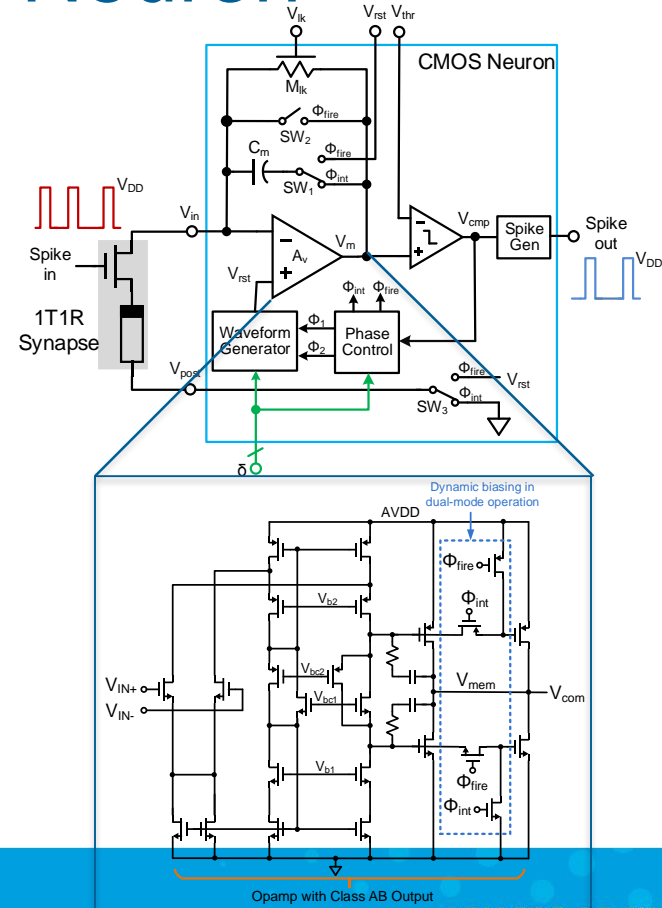 Neuron
Vlk
Vrst
Vthr
CMOS Neuron
Mlk
Φfire
SW2
Cm
Φfire
Φint
SW1
VDD
Vin
Vm
Vcmp
Spike
Gen
Spike
out
VDD
Spike
in
Av
Vrst
Φint
Φfire
1T1R
Synapse
Waveform
Generator
Φ1
Φ2
Phase
Control
Vpost
Φfire
Vrst
Φint
SW3
δ
Dynamic biasing in
dual-mode operation
AVDD
Φfire
Φint
Vb2
Vbc2
Vbc1
VIN+
VIN-
Vmem
Vcom
Vb1
Φfire
Φint
Opamp with Class AB Output